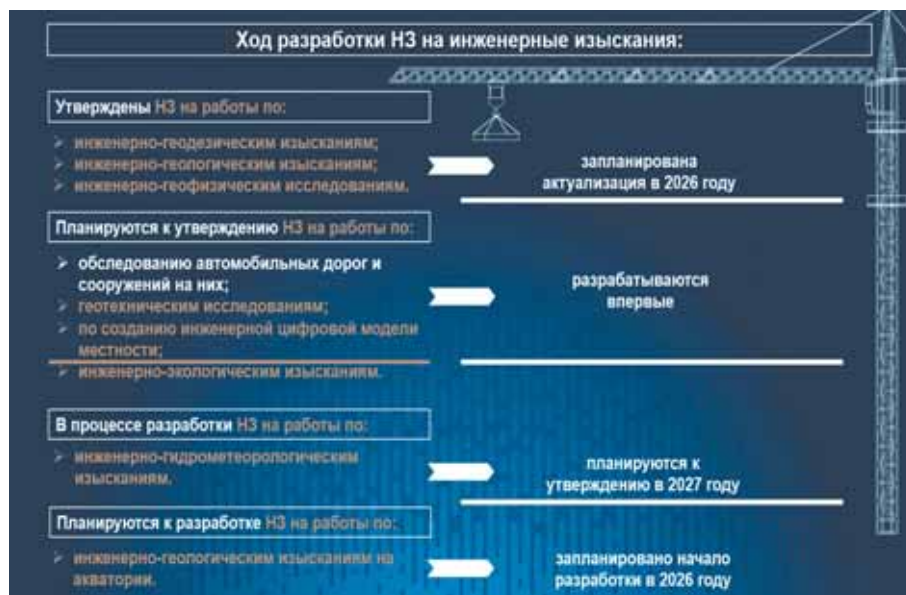 Ход разработки НЗ на инженерные изыскания:
Утверждены НЗ на работы по:
➢ инженерно-геодезическим изысканиям;
➢ инженерно-геологическим изысканиям;
➢ инженерно-геофизическим исследованиям.
запланирована
актуализация в 2026 году
Планируются к утверждению НЗ на работы по:
➢ обследованию автомобильных дорог и
сооружений на них;
➢ геотехническим исследованиям;
➢ по созданию инженерной цифровой модели
местности;
➢ инженерно-экологическим изысканиям.
разрабатываются
впервые
В процессе разработки НЗ на работы по:
➢ инженерно-гидрометеорологическим
изысканиям.
планируются к
утверждению в 2027 году
Планируются к разработке НЗ на работы по:
➢ инженерно-геологическим изысканиям на
акватории.
запланировано начало
разработки в 2026 году